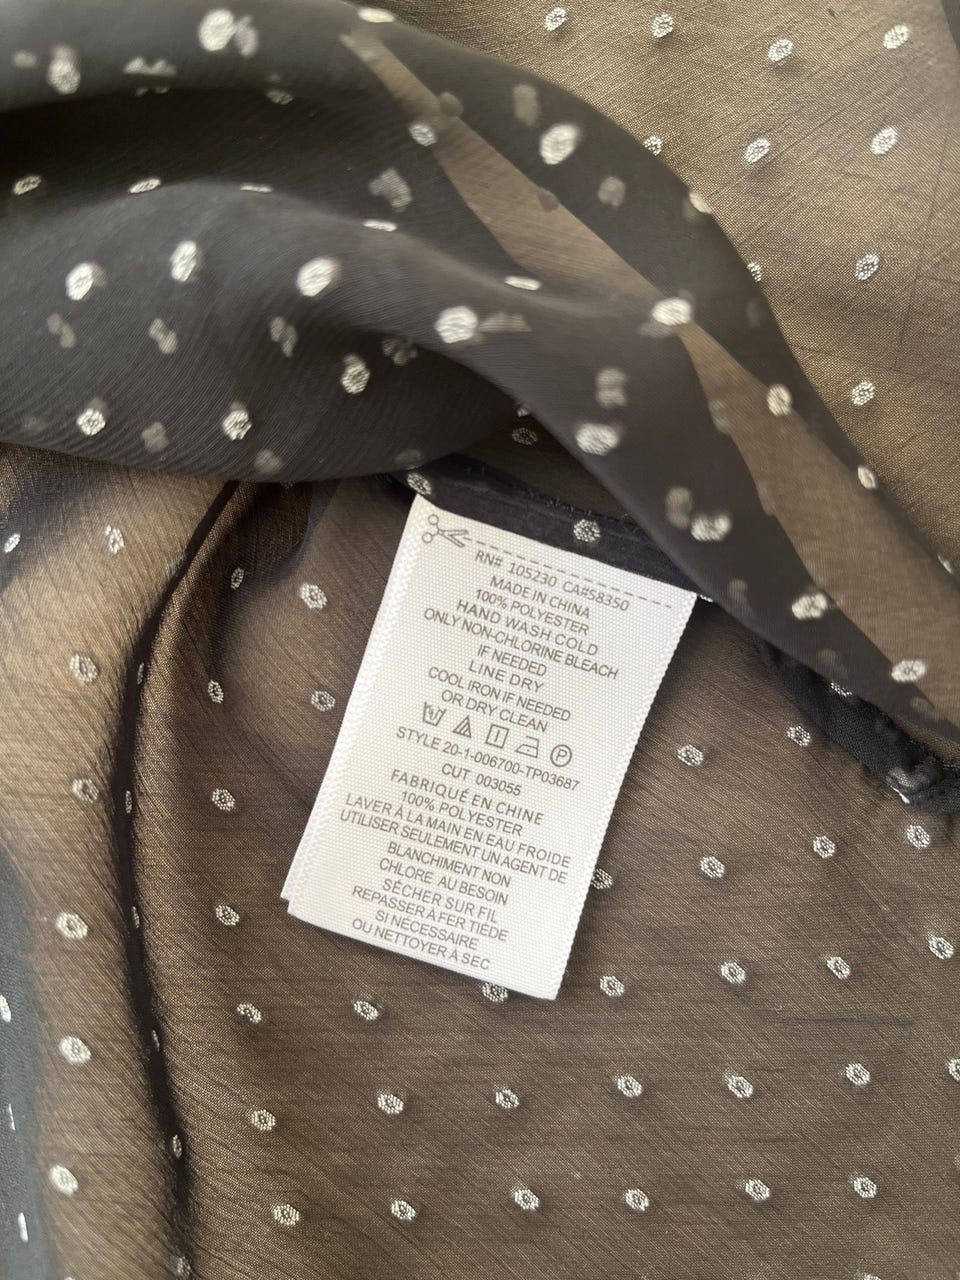 RN# 105230 CA#58350
MADE IN CHINA
100% POLYESTER
HAND WASH COLD
ONLY NON-CHLORINE BLEACH
IF NEEDED
LINE DRY
COOL IRON IF NEEDED
OR DRY CLEAN
P
STYLE 20-1-006700-TP03687
CUT 003055
FABRIQUÉ EN CHINE
100% POLYESTER
LAVER À LA MAIN EN EAU FROIDE
UTILISER SEULEMENT UN AGENT DE
BLANCHIMENT NON
CHLORE AU BESOIN
SÉCHER SUR FIL
REPASSER À FER TIÈDE
SI NÉCESSAIRE
OU NETTOYER À SEC